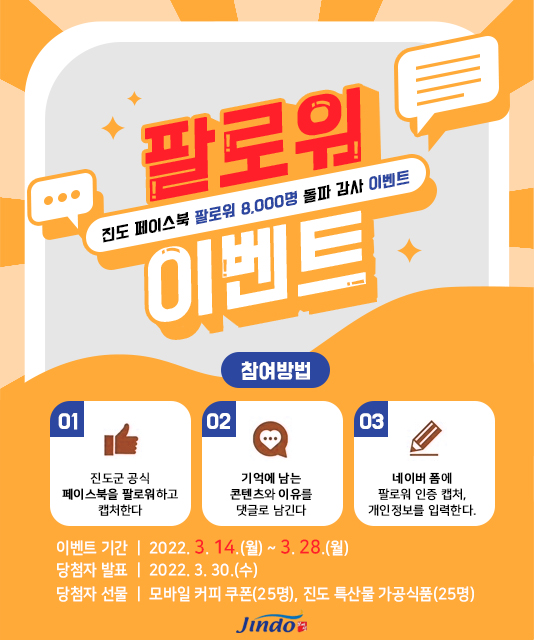 팔로워
진도 페이스북 팔로워 8,000명 돌파 감사 이벤트
이벤트
참여방법
01
진도군 공식
페이스북을 팔로워하고
캡처한다
02
기억에 남는
콘텐츠와 이유를
댓글로 남긴다
03
네이버 폼에
팔로워 인증 캡처,
개인정보를 입력한다.
이벤트 기간 | 2022. 3. 14.(월) ~ 3. 28.(월)
당첨자 발표 | 2022. 3. 30.(수)
당첨자 선물 | 모바일 커피 쿠폰(25명), 진도 특산물 가공식품(25명)
Jindo